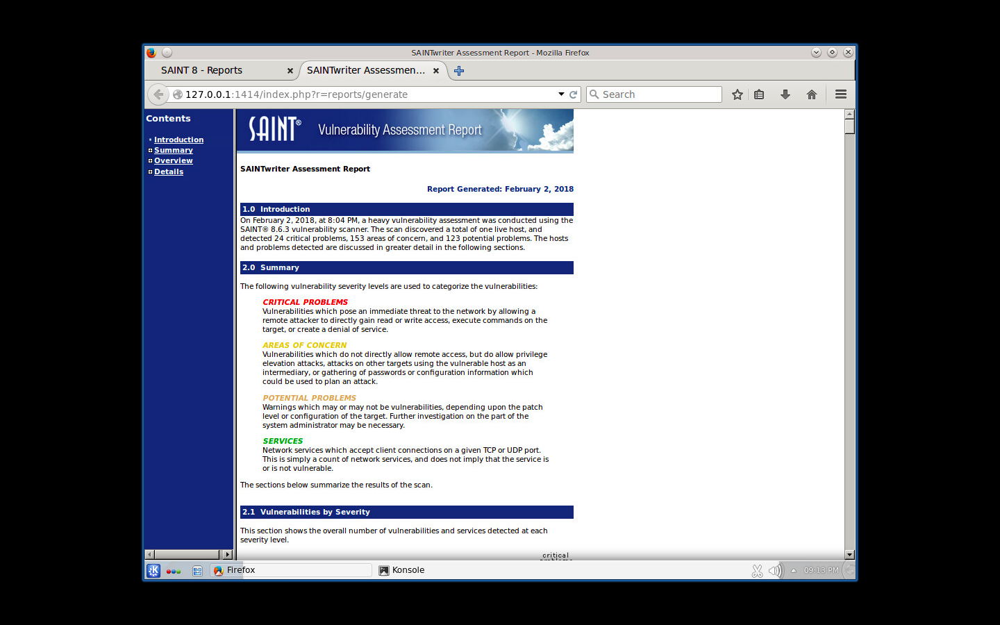 SAINTwriter Assessment Report - Mozilla Firefox
SAINT 8 - Reports
SAINTwriter Assessmen...
127.0.0.1:1414/index.php?r=reports/generate
Search
Contents
Introduction
Summary
Overview
Details
SAINT® Vulnerability Assessment Report
SAINTwriter Assessment Report
Report Generated: February 2, 2018
1.0 Introduction
On February 2, 2018, at 8:04 PM, a heavy vulnerability assessment was conducted using the
SAINT® 8.6.3 vulnerability scanner. The scan discovered a total of one live host, and
detected 24 critical problems, 153 areas of concern, and 123 potential problems. The hosts
and problems detected are discussed in greater detail in the following sections.
2.0 Summary
The following vulnerability severity levels are used to categorize the vulnerabilities:
CRITICAL PROBLEMS
Vulnerabilities which pose an immediate threat to the network by allowing a
remote attacker to directly gain read or write access, execute commands on the
target, or create a denial of service.
AREAS OF CONCERN
Vulnerabilities which do not directly allow remote access, but do allow privilege
elevation attacks, attacks on other targets using the vulnerable host as an
intermediary, or gathering of passwords or configuration information which
could be used to plan an attack.
POTENTIAL PROBLEMS
Warnings which may or may not be vulnerabilities, depending upon the patch
level or configuration of the target. Further investigation on the part of the
system administrator may be necessary.
SERVICES
Network services which accept client connections on a given TCP or UDP port.
This is simply a count of network services, and does not imply that the service is
or is not vulnerable.
The sections below summarize the results of the scan.
2.1 Vulnerabilities by Severity
This section shows the overall number of vulnerabilities and services detected at each
severity level.
critical
Firefox
Konsole
09:13 PM